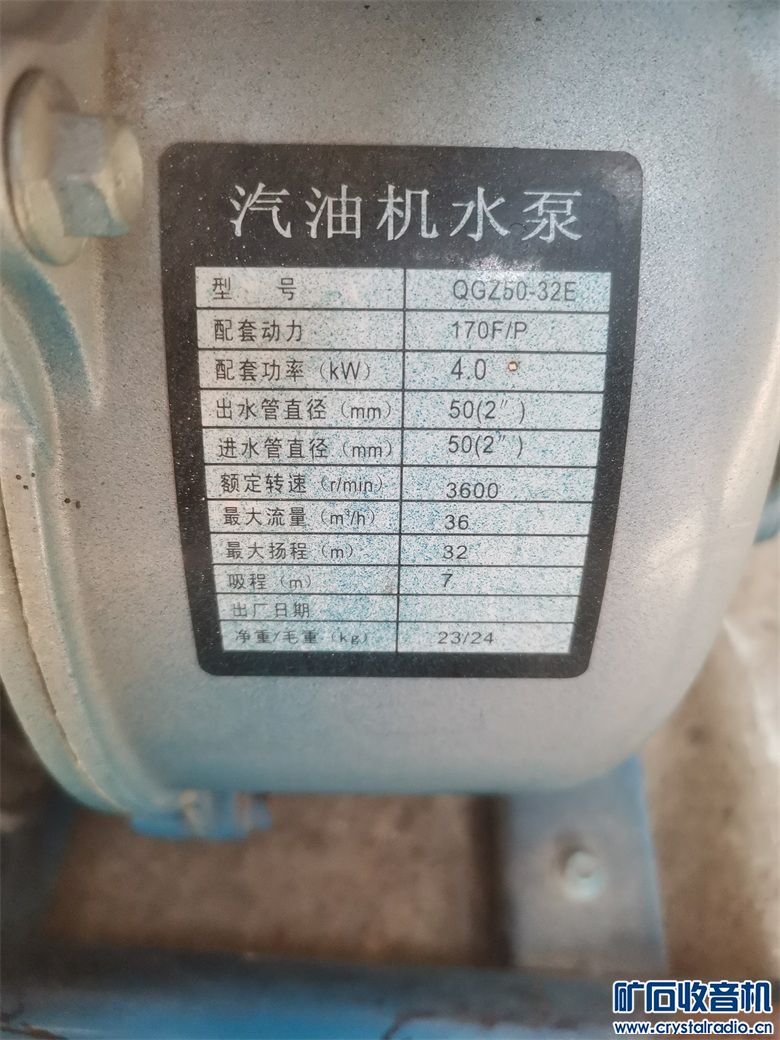 汽油机水泵
型 号 QGZ50-32E
配套动力 170F/P
配套功率(kW) 4.0
出水管直径(mm) 50(2″)
进水管直径(mm) 50(2″)
额定转速(r/min) 3600
最大流量(m³/h) 36
最大扬程(m) 32
吸程(m) 7
出厂日期
净重/毛重(kg) 23/24
矿石收音机
www.crystalradio.cn